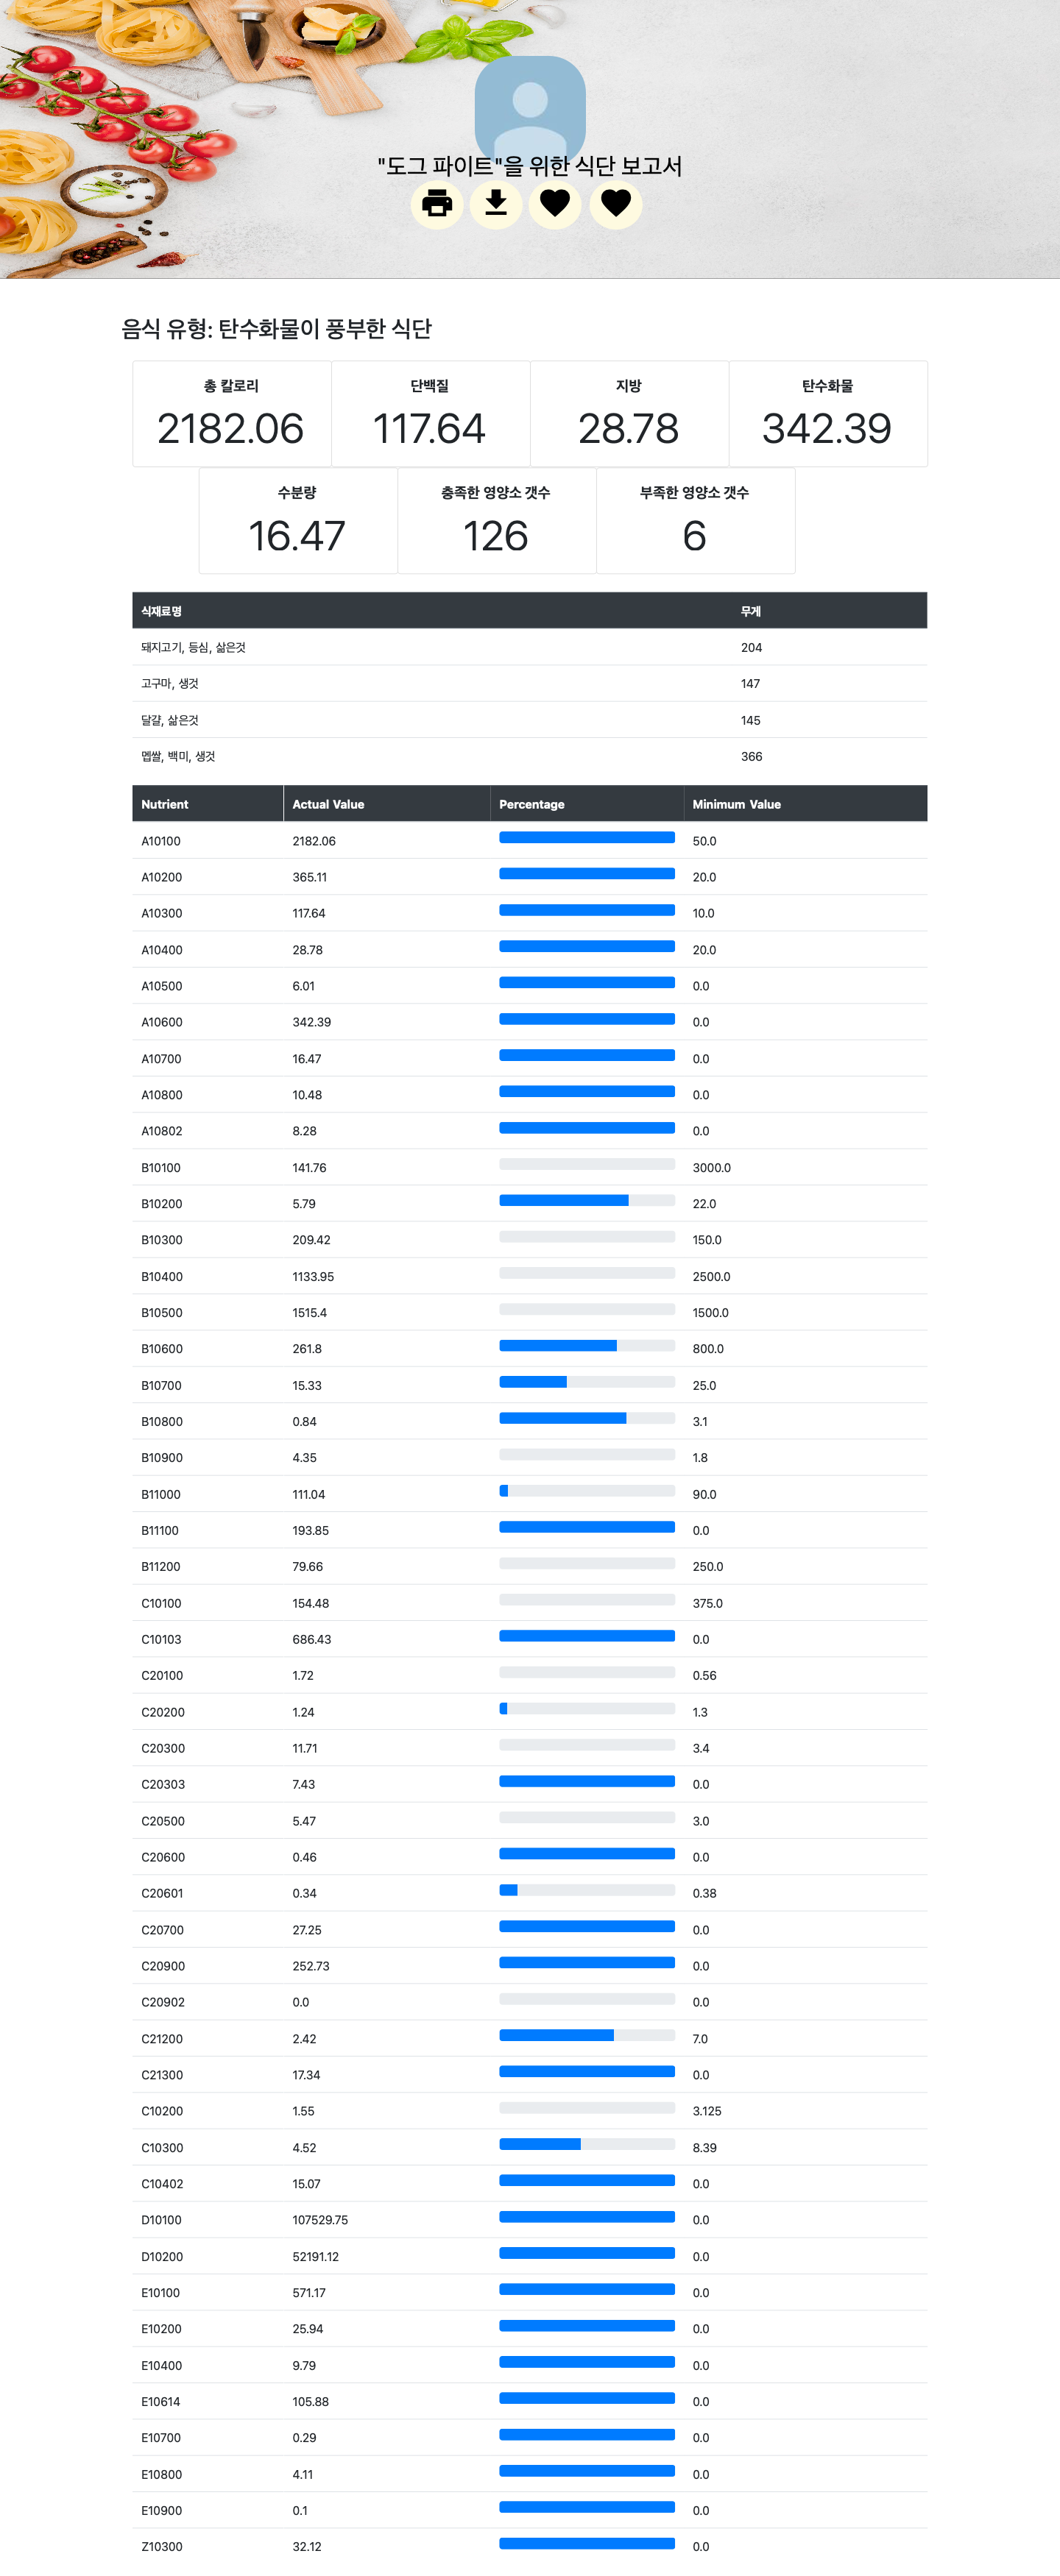 "도그 파이트"을 위한 식단 보고서
음식 유형: 탄수화물이 풍부한 식단
총 칼로리 단백질 지방 탄수화물
2182.06 117.64 28.78 342.39
수분량 충족한 영양소 갯수 부족한 영양소 갯수
16.47 126 6
식재료명 무게
돼지고기, 등심, 삶은것 204
고구마, 생것 147
달걀, 삶은것 145
멥쌀, 백미, 생것 366
Nutrient Actual Value Percentage Minimum Value
A10100 2182.06 50.0
A10200 365.11 20.0
A10300 117.64 10.0
A10400 28.78 20.0
A10500 6.01 0.0
A10600 342.39 0.0
A10700 16.47 0.0
A10800 10.48 0.0
A10802 8.28 0.0
B10100 141.76 3000.0
B10200 5.79 22.0
B10300 209.42 150.0
B10400 1133.95 2500.0
B10500 1515.4 1500.0
B10600 261.8 800.0
B10700 15.33 25.0
B10800 0.84 3.1
B10900 4.35 1.8
B11000 111.04 90.0
B11100 193.85 0.0
B11200 79.66 250.0
C10100 154.48 375.0
C10103 686.43 0.0
C20100 1.72 0.56
C20200 1.24 1.3
C20300 11.71 3.4
C20303 7.43 0.0
C20500 5.47 3.0
C20600 0.46 0.0
C20601 0.34 0.38
C20700 27.25 0.0
C20900 252.73 0.0
C20902 0.0 0.0
C21200 2.42 7.0
C21300 17.34 0.0
C10200 1.55 3.125
C10300 4.52 8.39
C10402 15.07 0.0
D10100 107529.75 0.0
D10200 52191.12 0.0
E10100 571.17 0.0
E10200 25.94 0.0
E10400 9.79 0.0
E10614 105.88 0.0
E10700 0.29 0.0
E10800 4.11 0.0
E10900 0.1 0.0
Z10300 32.12 0.0